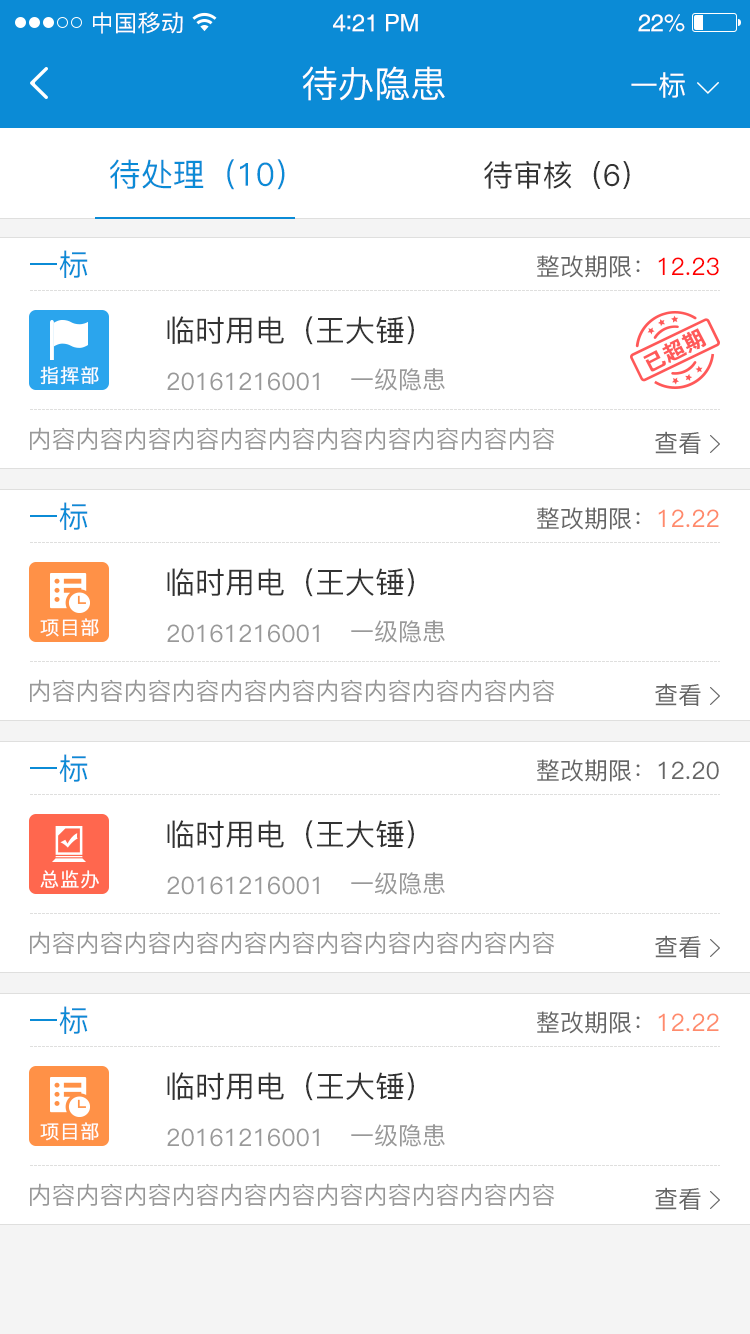 中国移动 4:21 PM 22%
待办隐患 一标
待处理（10） 待审核（6）
一标 整改期限：12.23
指挥部
临时用电（王大锤）
20161216001 一级隐患
已超期
内容内容内容内容内容内容内容内容内容内容内容 查看
一标 整改期限：12.22
项目部
临时用电（王大锤）
20161216001 一级隐患
内容内容内容内容内容内容内容内容内容内容内容 查看
一标 整改期限：12.20
总监办
临时用电（王大锤）
20161216001 一级隐患
内容内容内容内容内容内容内容内容内容内容内容 查看
一标 整改期限：12.22
项目部
临时用电（王大锤）
20161216001 一级隐患
内容内容内容内容内容内容内容内容内容内容内容 查看